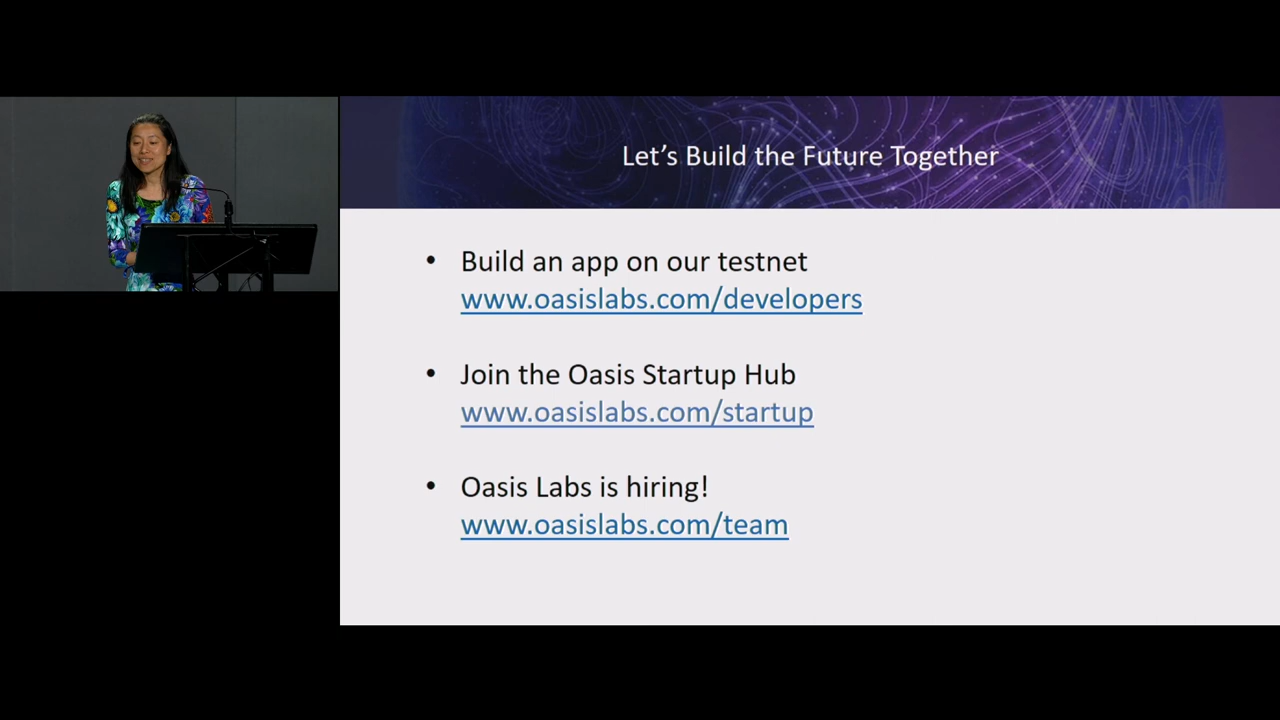 Let’s Build the Future Together
• Build an app on our testnet
www.oasislabs.com/developers
• Join the Oasis Startup Hub
www.oasislabs.com/startup
• Oasis Labs is hiring!
www.oasislabs.com/team